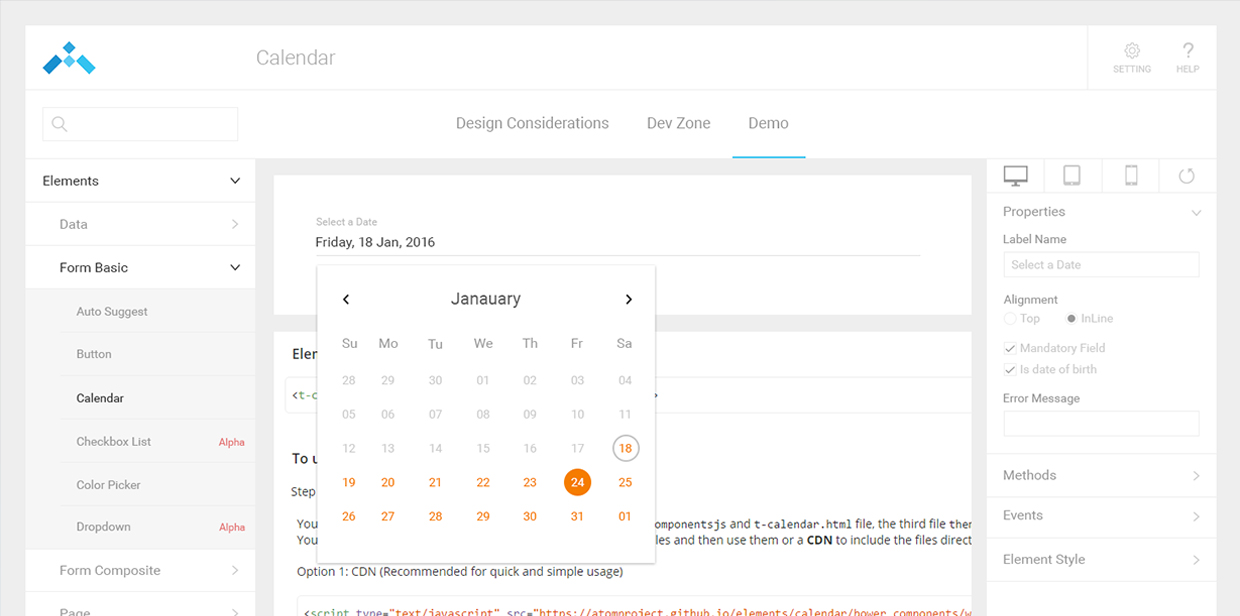 Calendar
SETTING
HELP
Design Considerations Dev Zone Demo
Elements
Data
Form Basic
Auto Suggest
Button
Calendar
Checkbox List Alpha
Color Picker
Dropdown Alpha
Form Composite
Page
Select a Date
Friday, 18 Jan, 2016
Janauary
Su Mo Tu We Th Fr Sa
28 29 30 01 02 03 04
05 06 07 08 09 10 11
12 13 14 15 16 17 18
19 20 21 22 23 24 25
26 27 28 29 30 31 01
<t-c >
To u
Step
You omponentsjs and t-calendar.html file, the third file then
You les and then use them or a CDN to include the files direct
Option 1: CDN (Recommended for quick and simple usage)
<script type="text/javascript" src="https://atomproject.github.io/elements/calendar/bower_components/w
Properties
Label Name
Select a Date
Alignment
Top InLine
Mandatory Field
Is date of birth
Error Message
Methods
Events
Element Style